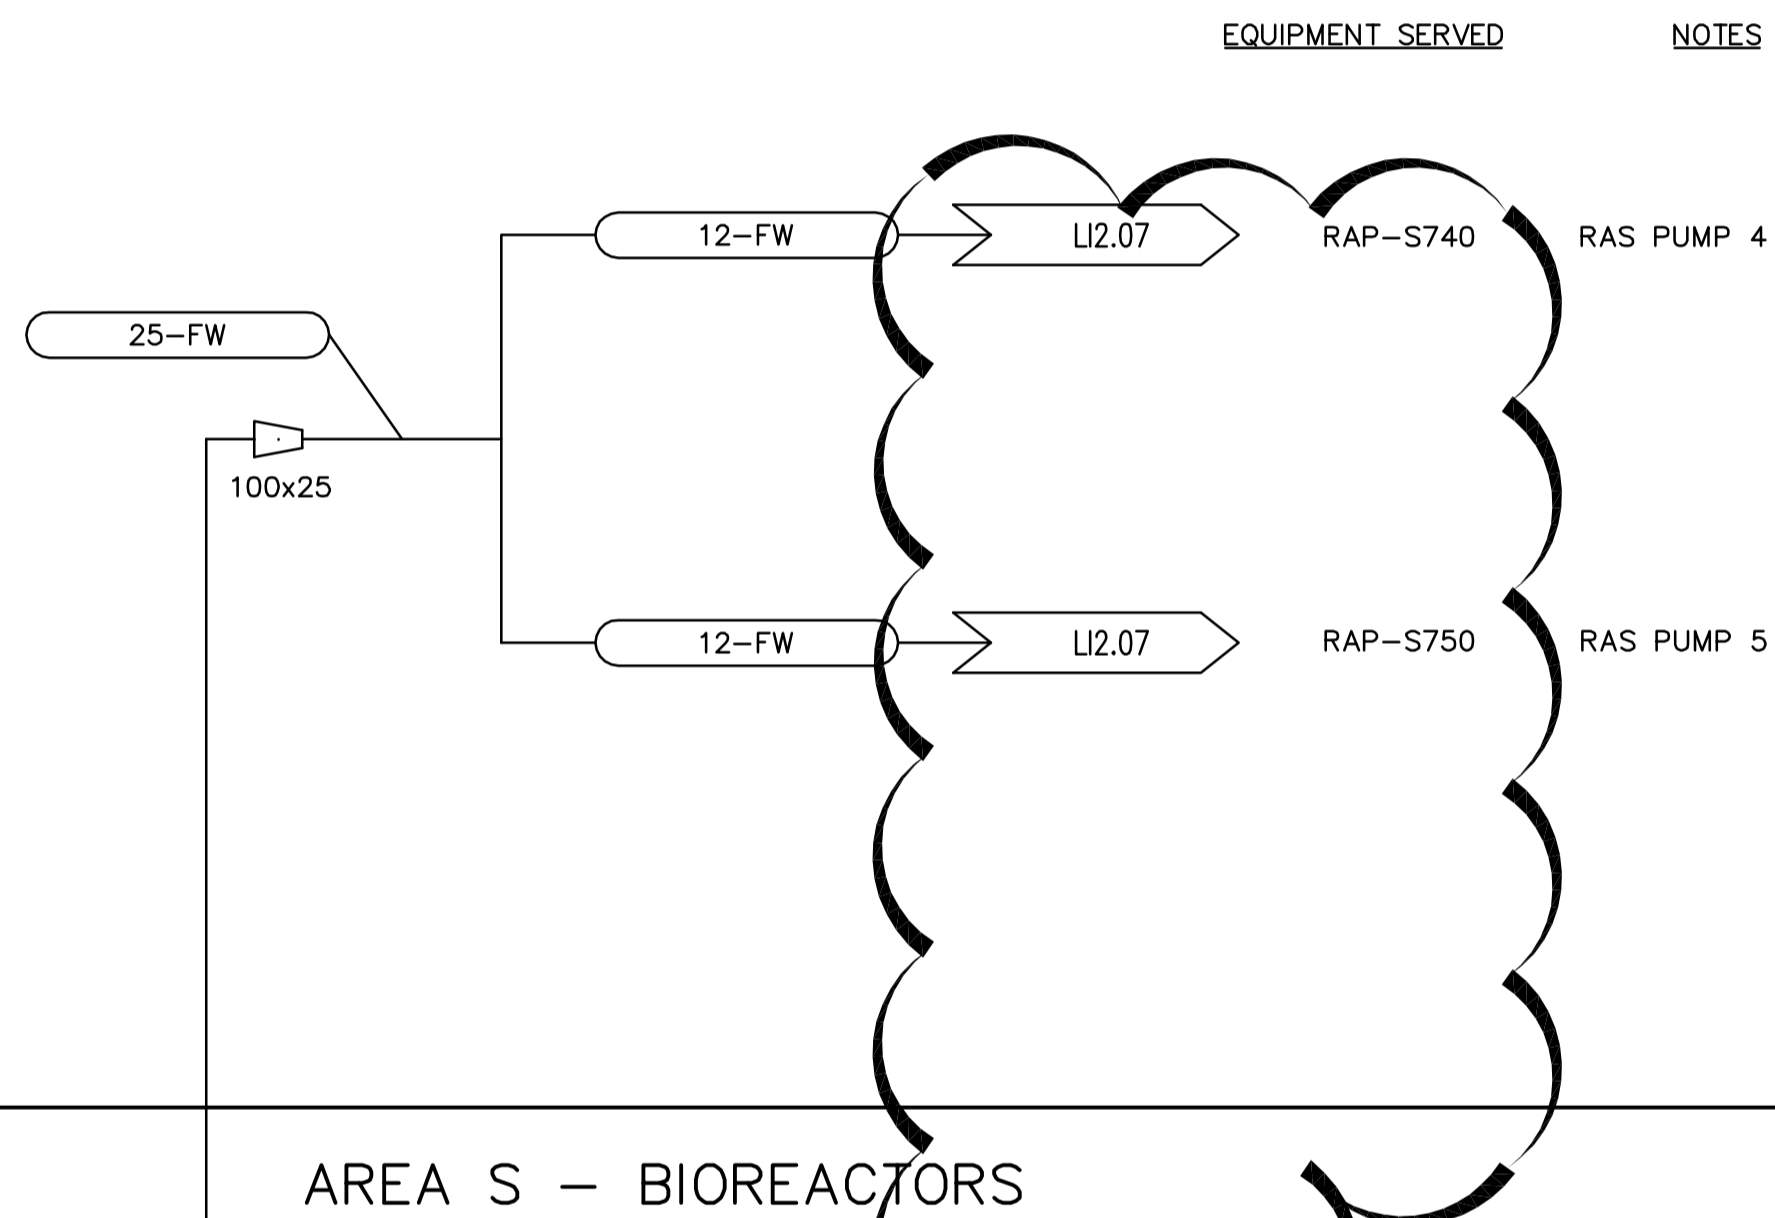 EQUIPMENT SERVED NOTES
12-FW LI2.07 RAP-S740 RAS PUMP 4
25-FW
100x25
12-FW LI2.07 RAP-S750 RAS PUMP 5
AREA S - BIOREACTORS